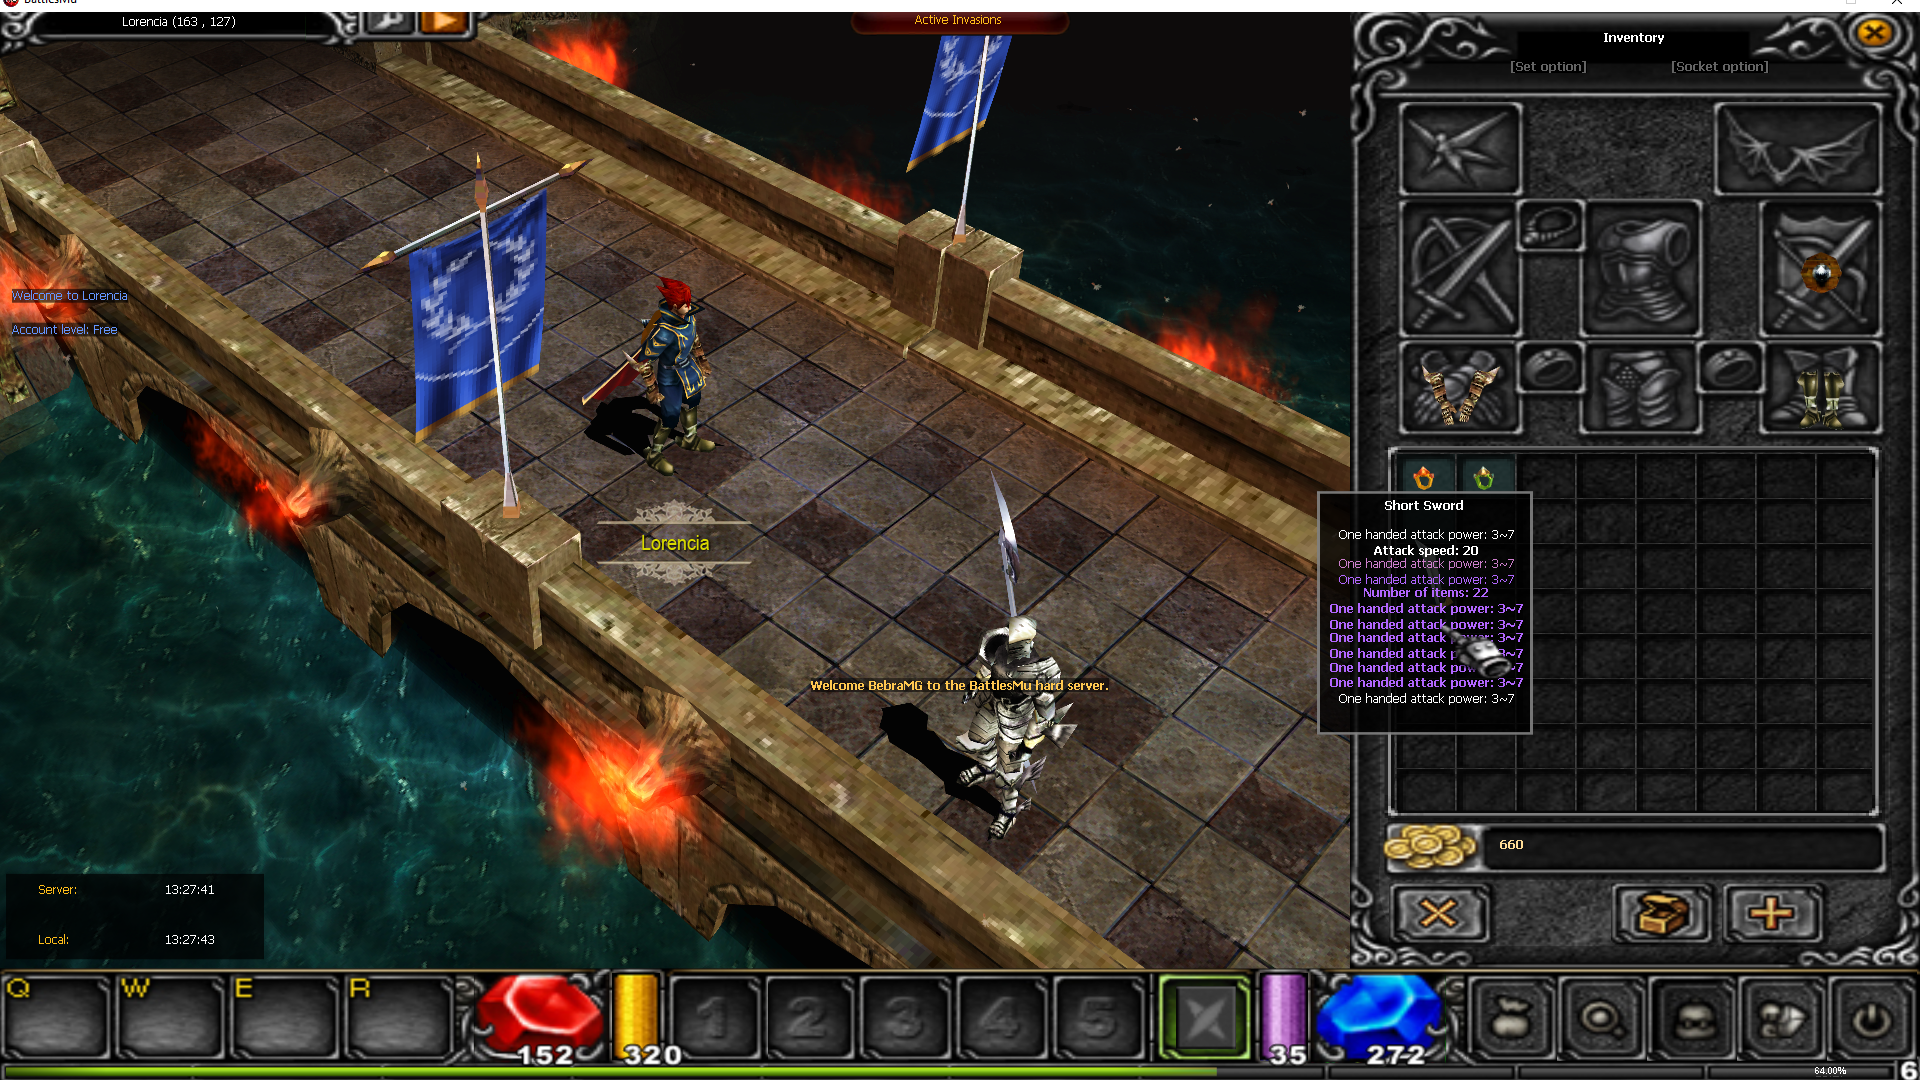 BattlesMu
Lorencia (163 , 127)
Active Invasions
Inventory
[Set option]
[Socket option]
Welcome to Lorencia
Account level: Free
Lorencia
Welcome BebraMG to the BattlesMu hard server.
Short Sword
One handed attack power: 3~7
Attack speed: 20
One handed attack power: 3~7
One handed attack power: 3~7
Number of items: 22
One handed attack power: 3~7
One handed attack power: 3~7
One handed attack power: 3~7
One handed attack 3~7
One handed attack 3~7
One handed attack power: 3~7
One handed attack power: 3~7
660
Server: 13:27:41
Local: 13:27:43
Q W E R
1 2 3 4 5
152 320 35 272
64.00% 6